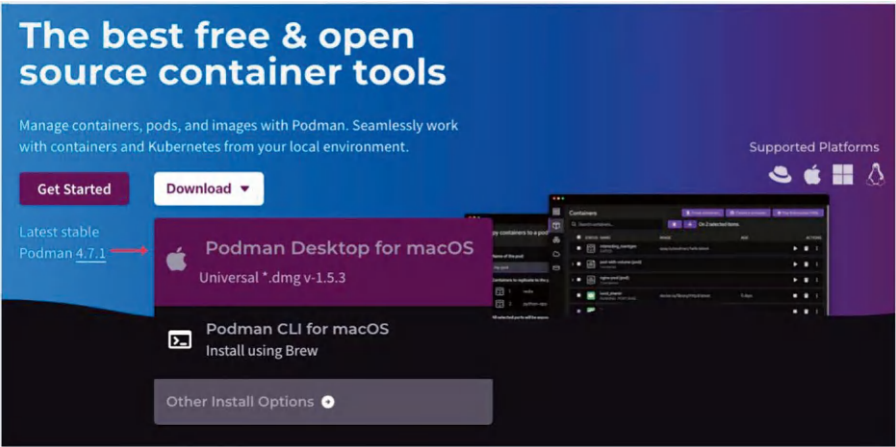 The best free & open
source container tools
Manage containers, pods, and images with Podman. Seamlessly work
with containers and Kubernetes from your local environment.
Supported Platforms
Get Started
Download
Latest stable
Podman 4.7.1
Podman Desktop for macOS
Universal *.dmg v-1.5.3
Podman CLI for macOS
Install using Brew
Other Install Options
Containers